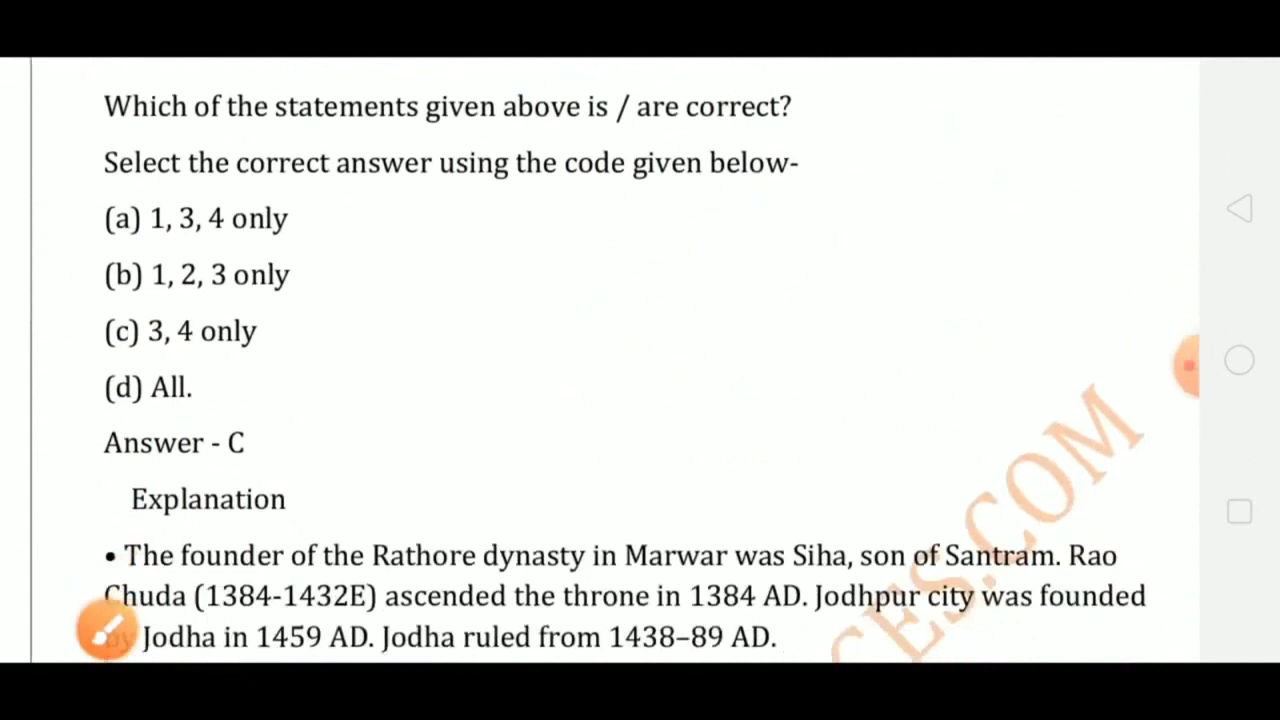 Which of the statements given above is / are correct?
Select the correct answer using the code given below-
(a) 1, 3, 4 only
(b) 1, 2, 3 only
(c) 3, 4 only
(d) All.
Answer - C
Explanation
• The founder of the Rathore dynasty in Marwar was Siha, son of Santram. Rao
Chuda (1384-1432E) ascended the throne in 1384 AD. Jodhpur city was founded
by Jodha in 1459 AD. Jodha ruled from 1438–89 AD.
CES.COM